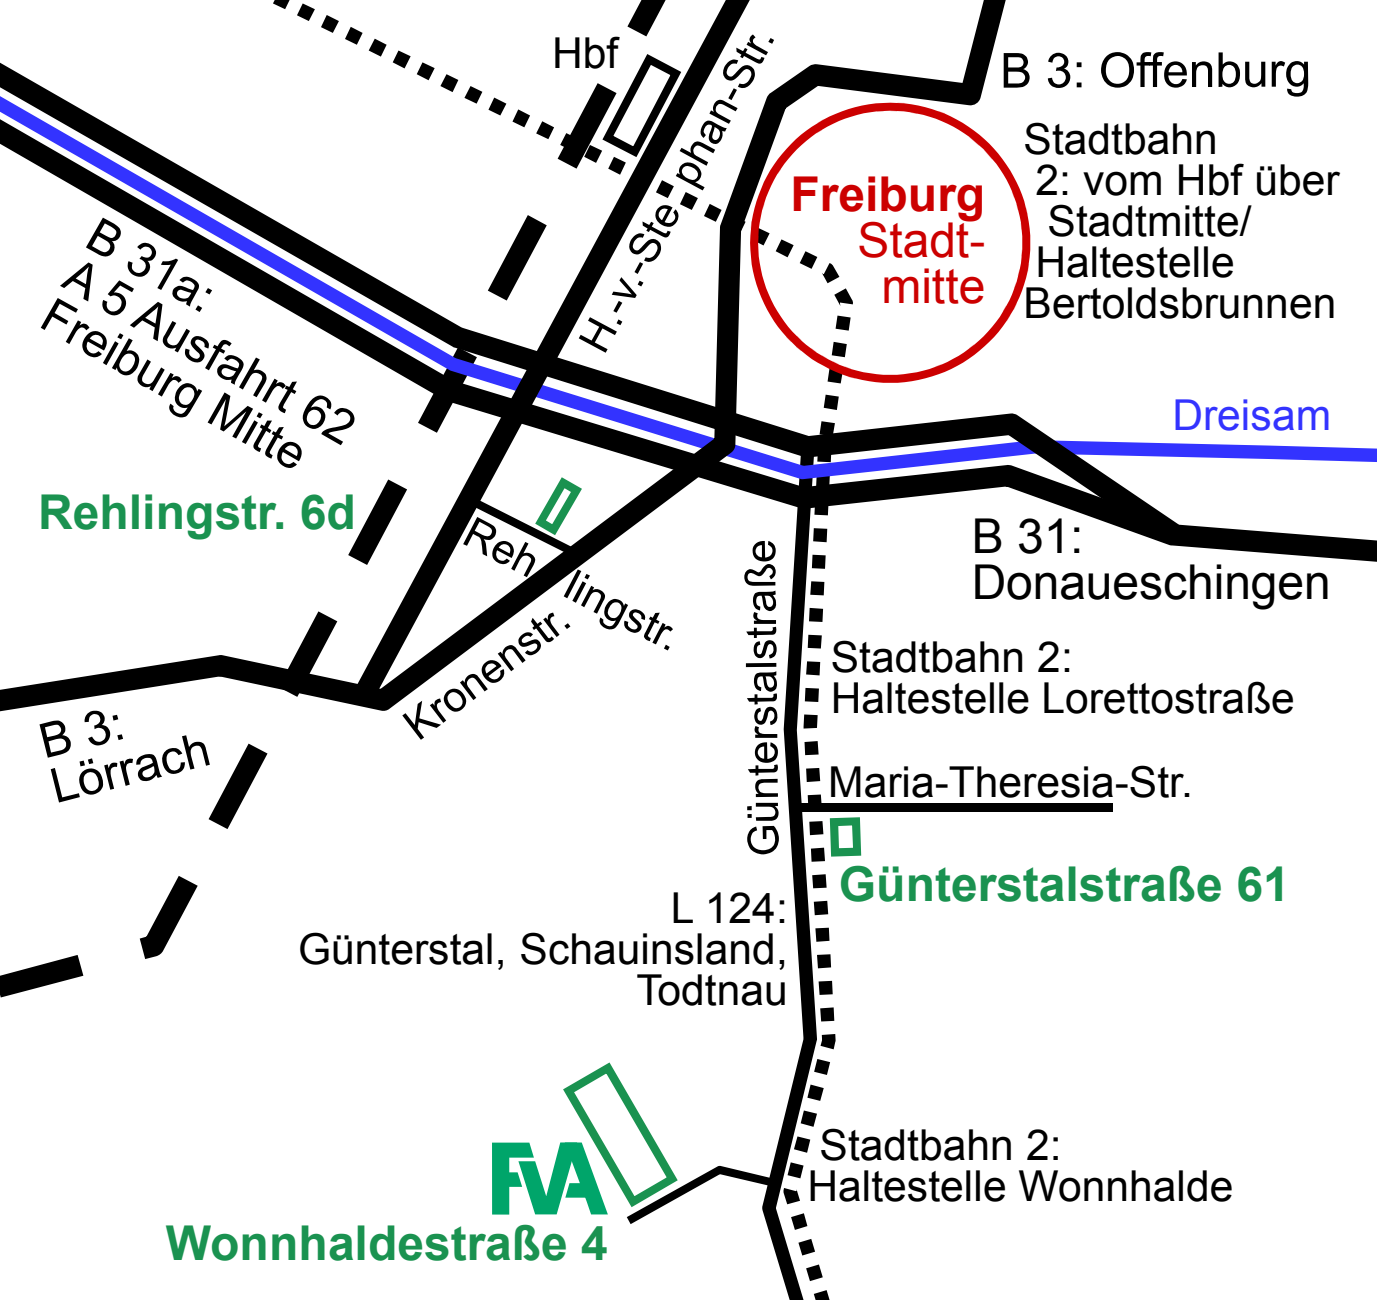 Hbf
H.-v.-Stephan-Str.
B 3: Offenburg
Stadtbahn
2: vom Hbf über
Stadtmitte/
Haltestelle
Bertoldsbrunnen
Freiburg
Stadt-
mitte
B 31a:
A 5 Ausfahrt 62
Freiburg Mitte
Dreisam
Rehlingstr. 6d
Rehlingstr.
Kronenstr.
B 31:
Donaueschingen
Günterstalstraße
Stadtbahn 2:
Haltestelle Lorettostraße
B 3:
Lörrach
Maria-Theresia-Str.
Günterstalstraße 61
L 124:
Günterstal, Schauinsland,
Todtnau
Stadtbahn 2:
Haltestelle Wonnhalde
FVA
Wonnhaldestraße 4